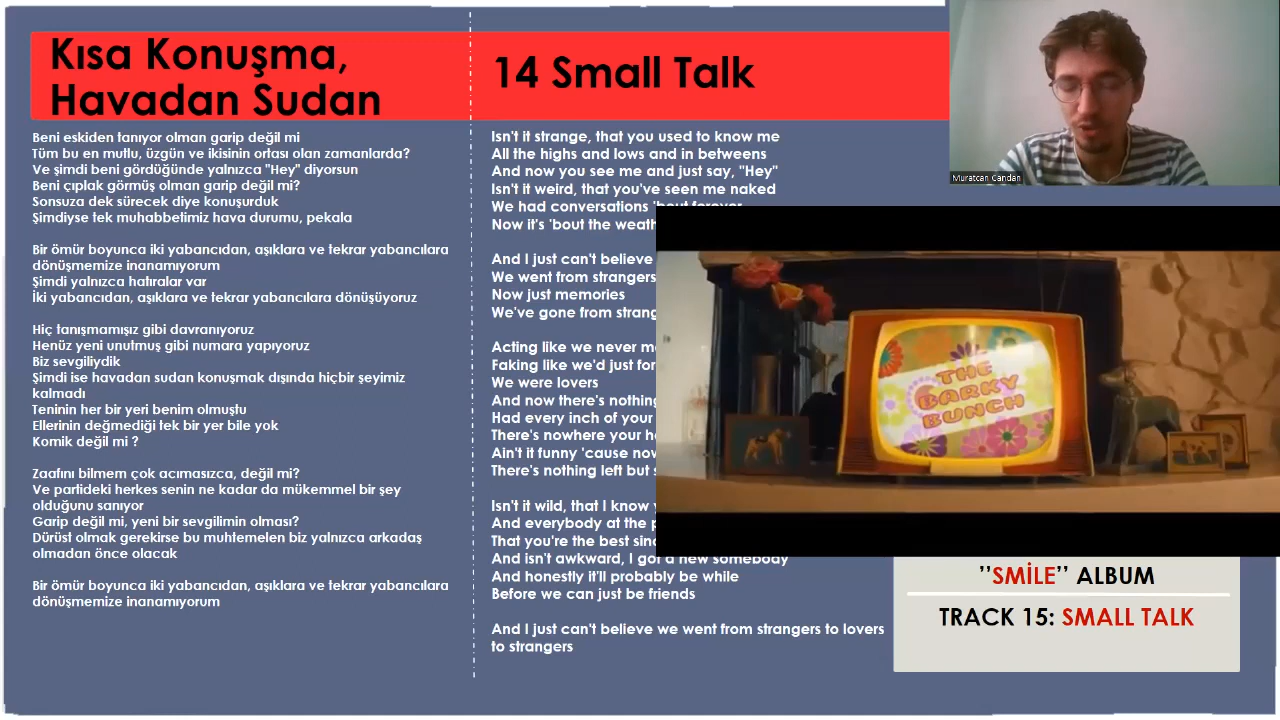 Kısa Konuşma,
Havadan Sudan
Beni eskiden tanıyor olman garip değil mi
Tüm bu en mutlu, üzgün ve ikisinin ortası olan zamanlarda?
Ve şimdi beni gördüğünde yalnızca "Hey" diyorsun
Beni çıplak görmüş olman garip değil mi?
Sonsuza dek sürecek diye konuşurduk
Şimdiyse tek muhabbetimiz hava durumu, pekala
Bir ömür boyunca iki yabancıdan, aşıklara ve tekrar yabancılara
dönüşmemize inanamıyorum
Şimdi yalnızca hatıralar var
İki yabancıdan, aşıklara ve tekrar yabancılara dönüşüyoruz
Hiç tanışmamışız gibi davranıyoruz
Henüz yeni unutmuş gibi numara yapıyoruz
Biz sevgiliydik
Şimdi ise havadan sudan konuşmak dışında hiçbir şeyimiz
kalmadı
Teninin her bir yeri benim olmuştu
Ellerinin değmediği tek bir yer bile yok
Komik değil mi ?
Zaafını bilmem çok acımasızca, değil mi?
Ve partideki herkes senin ne kadar da mükemmel bir şey
olduğunu sanıyor
Garip değil mi, yeni bir sevgilimin olması?
Dürüst olmak gerekirse bu muhtemelen biz yalnızca arkadaş
olmadan önce olacak
Bir ömür boyunca iki yabancıdan, aşıklara ve tekrar yabancılara
dönüşmemize inanamıyorum
14 Small Talk
Isn't it strange, that you used to know me
All the highs and lows and in betweens
And now you see me and just say, "Hey"
Isn't it weird, that you've seen me naked
We had conversations 'bout forever
Now it's 'bout the
And I just can't believe
We went from strangers
Now just memories
We've gone from
Acting like we never
Faking like we'd just
We were lovers
And now there's
Had every inch of your
There's nowhere your
Ain't it funny 'cause
There's nothing left but
Isn't it wild, that I know
And everybody at the
That you're the best
And isn't awkward, I got a new somebody
And honestly it'll probably be while
Before we can just be friends
And I just can't believe we went from strangers to lovers
to strangers
Muratcan Candan
THE
BARKY
BUNCH
’’SMİLE’’ ALBUM
TRACK 15: SMALL TALK